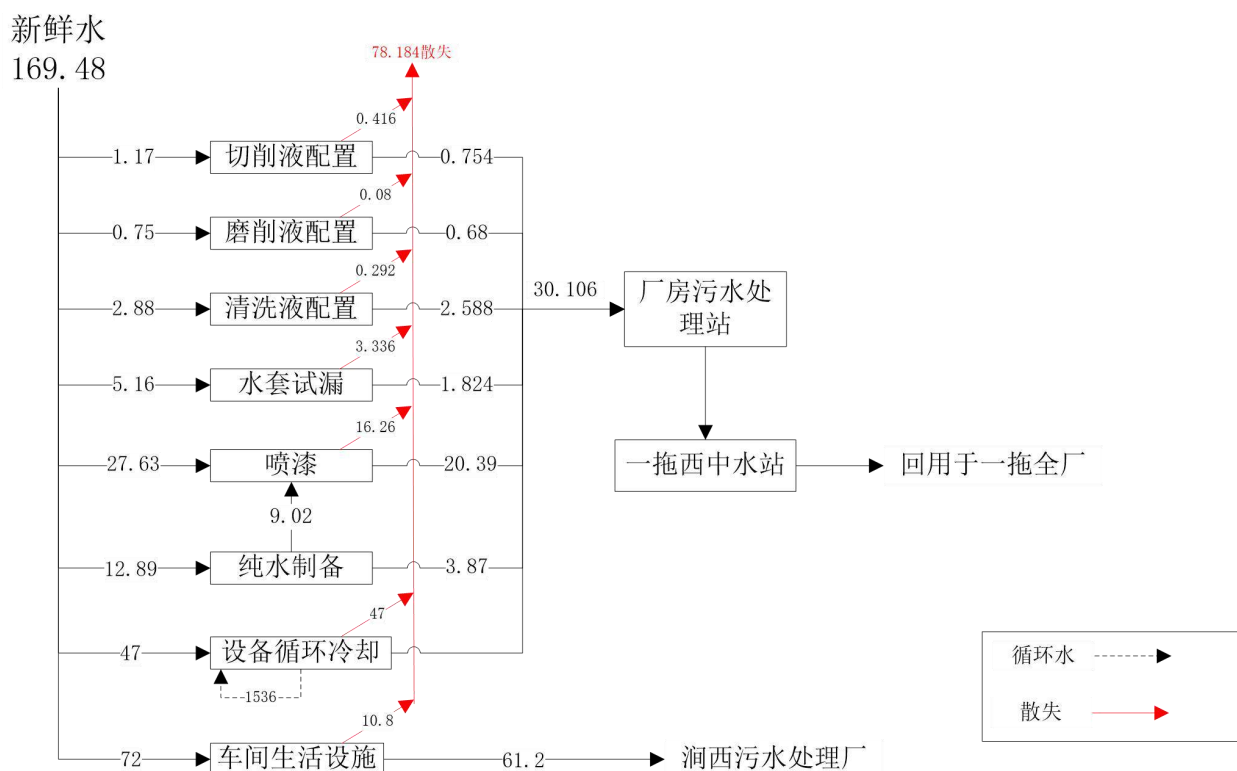 新鲜水
169.48
78.184散失
0.416
1.17
切削液配置
0.754
0.08
0.75
磨削液配置
0.68
0.292
2.88
清洗液配置
2.588
30.106
厂房污水处
理站
3.336
5.16
水套试漏
1.824
16.26
27.63
喷漆
20.39
一拖西中水站
回用于一拖全厂
9.02
12.89
纯水制备
3.87
47
47
设备循环冷却
1536
循环水
散失
10.8
72
车间生活设施
61.2
涧西污水处理厂